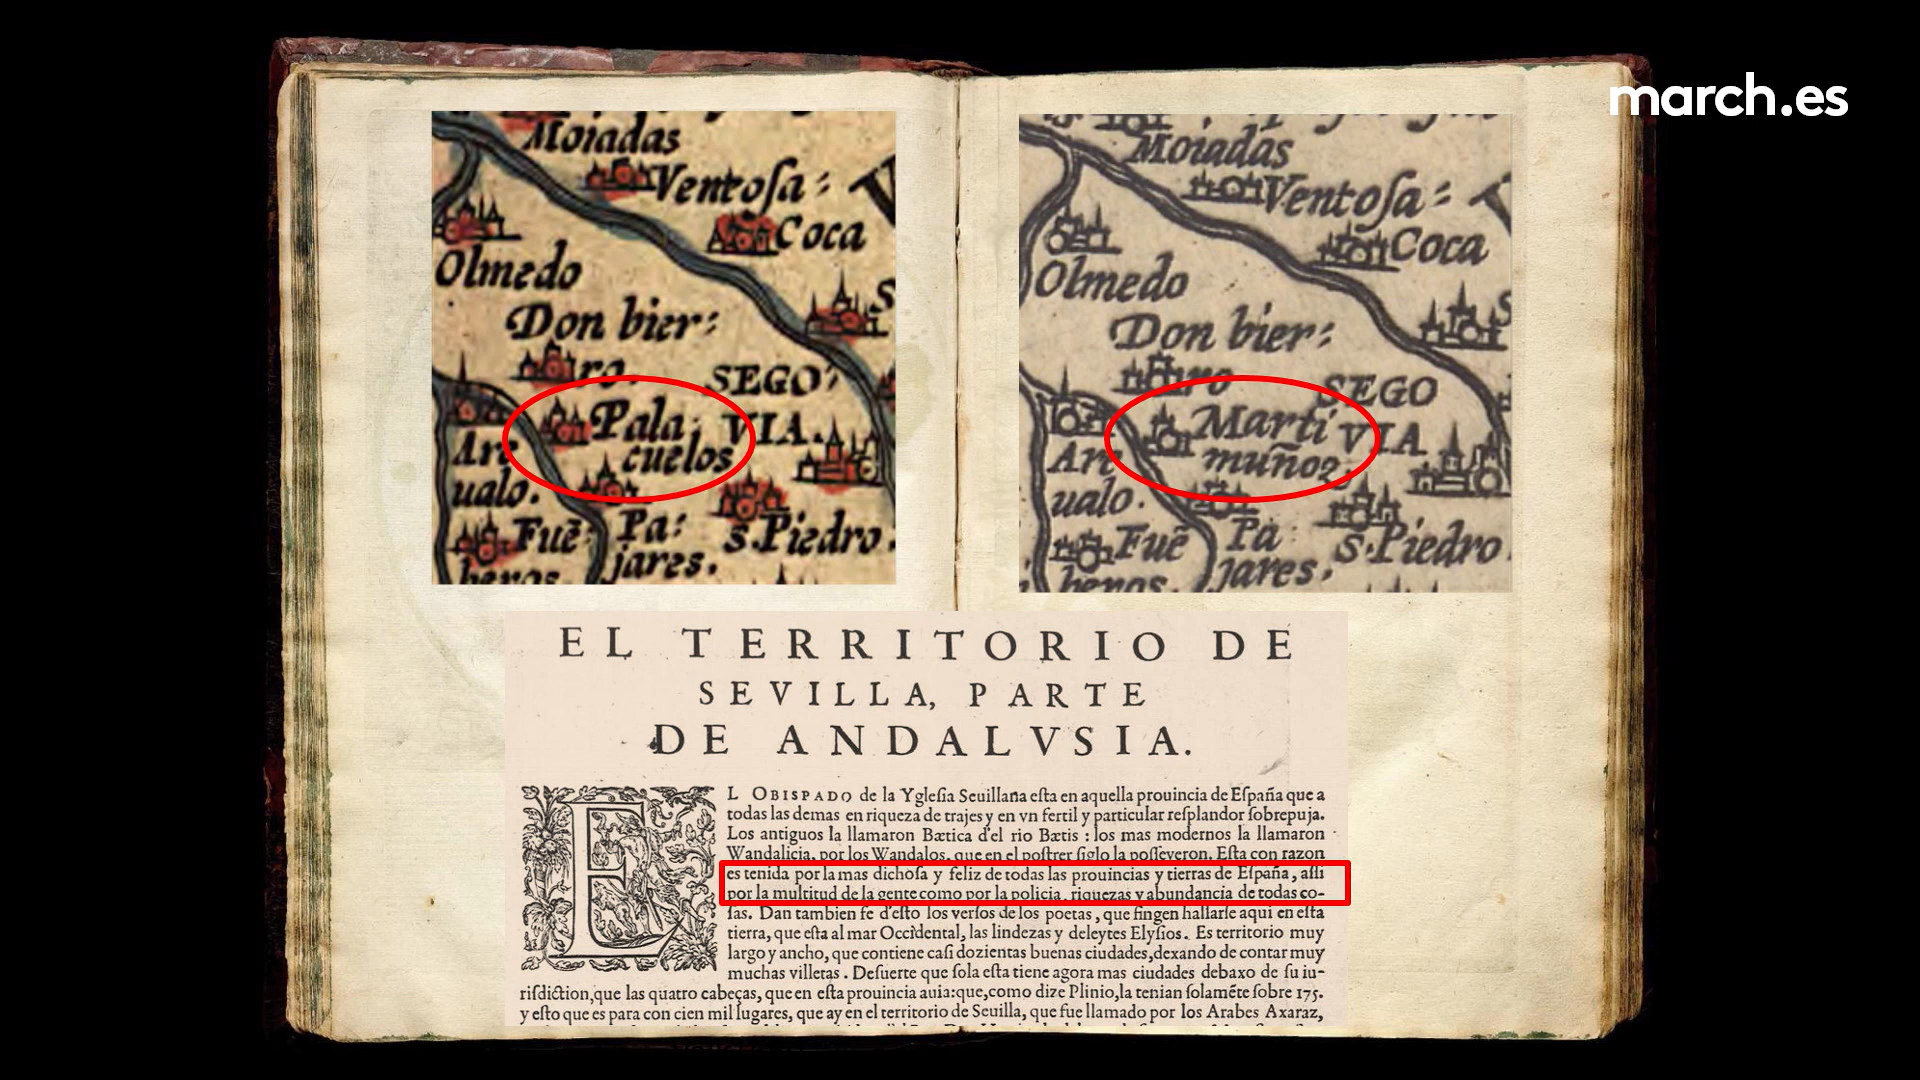 march.es
Moiadas
Ventosa
Coca
Olmedo
Don bier:
ro.
SEGO
Pala:
VIA.
cuelos
Are
ualo.
Fuẽ
Pa:
S. Piedro.
jares.
beros.
Moiadas
Ventosa
Coca
Olmedo
Don bier:
ro
SEGO
Marti
VIA
muñoz.
Are
ualo.
Fuẽ
Pa
S. Piedro
jares.
beros
EL TERRITORIO DE
SEVILLA, PARTE
DE ANDALVSIA.
EL OBISPADO de la Yglesia Seuillana esta en aquella prouincia de España que a
todas las demas en riqueza de trajes y en vn fertil y particular resplandor sobrepuja.
Los antiguos la llamaron Bætica d'el rio Bætis : los mas modernos la llamaron
Wandalicia, por los Wandalos, que en el postrer siglo la posseyeron. Esta con razon
es tenida por la mas dichosa y feliz de todas las prouincias y tierras de España, assi
por la multitud de la gente como por la policia, riquezas y abundancia de todas co-
sas. Dan tambien fe d'esto los versos de los poetas, que fingen hallarse aqui en esta
tierra, que esta al mar Occidental, las lindezas y deleytes Elysios. Es territorio muy
largo y ancho, que contiene casi dozientas buenas ciudades, dexando de contar muy
muchas villetas. Desuerte que sola esta tiene agora mas ciudades debaxo de su iu-
risdiction, que las quatro cabeças, que en esta prouincia auia: que, como dize Plinio, la tenian solamẽte sobre 175.
y esto que es para con cien mil lugares, que ay en el territorio de Seuilla, que fue llamado por los Arabes Axaraz,